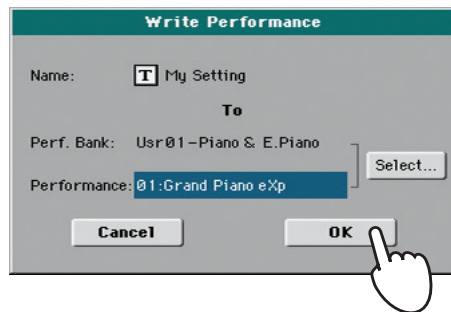 Write Performance
Name: T My Setting
To
Perf. Bank: Usr01-Piano & E.Piano
Select...
Performance: 01:Grand Piano eXp
Cancel OK